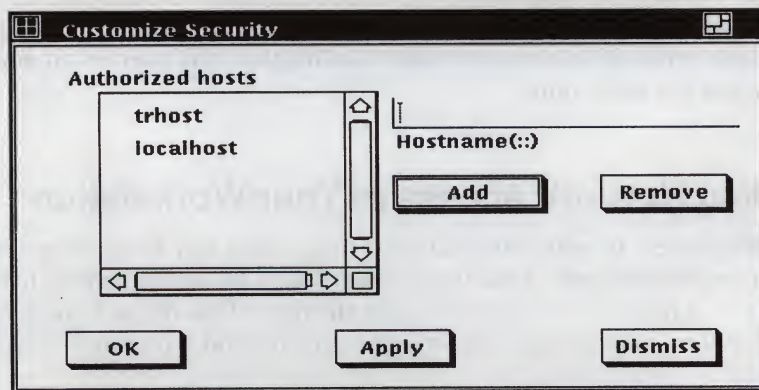 Customize Security
Authorized hosts
trhost
localhost
Hostname(::)
Add
Remove
OK
Apply
Dismiss